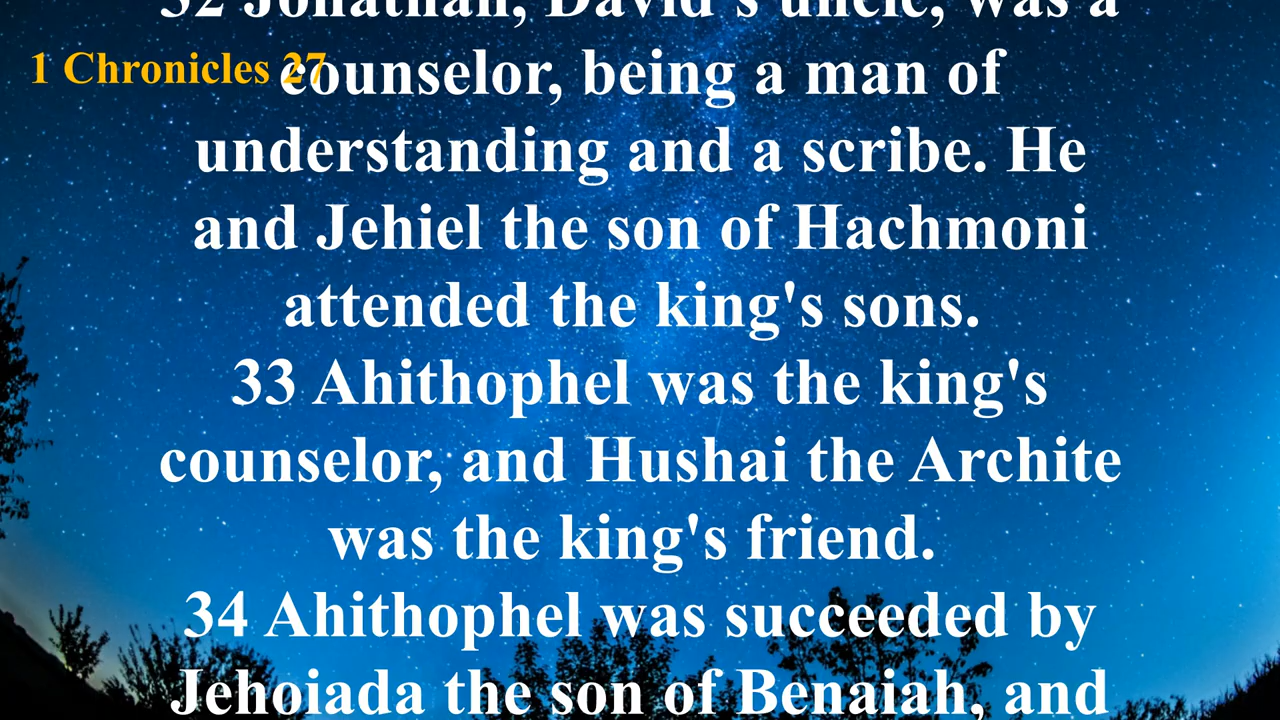 32 Jonathan, David's uncle, was a
1 Chronicles 27
counselor, being a man of
understanding and a scribe. He
and Jehiel the son of Hachmoni
attended the king's sons.
33 Ahithophel was the king's
counselor, and Hushai the Archite
was the king's friend.
34 Ahithophel was succeeded by
Jehoiada the son of Benaiah, and